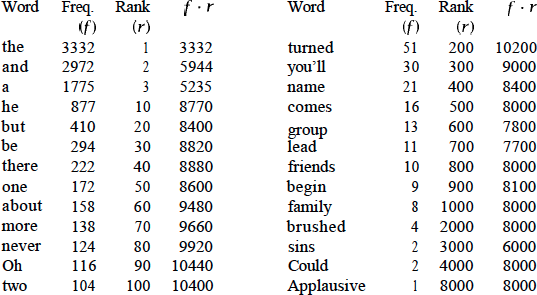 Word Freq. Rank f · r Word Freq. Rank f · r
(f) (r) (f) (r)
the 3332 1 3332 turned 51 200 10200
and 2972 2 5944 you'll 30 300 9000
a 1775 3 5235 name 21 400 8400
he 877 10 8770 comes 16 500 8000
but 410 20 8400 group 13 600 7800
be 294 30 8820 lead 11 700 7700
there 222 40 8880 friends 10 800 8000
one 172 50 8600 begin 9 900 8100
about 158 60 9480 family 8 1000 8000
more 138 70 9660 brushed 4 2000 8000
never 124 80 9920 sins 2 3000 6000
Oh 116 90 10440 Could 2 4000 8000
two 104 100 10400 Applausive 1 8000 8000